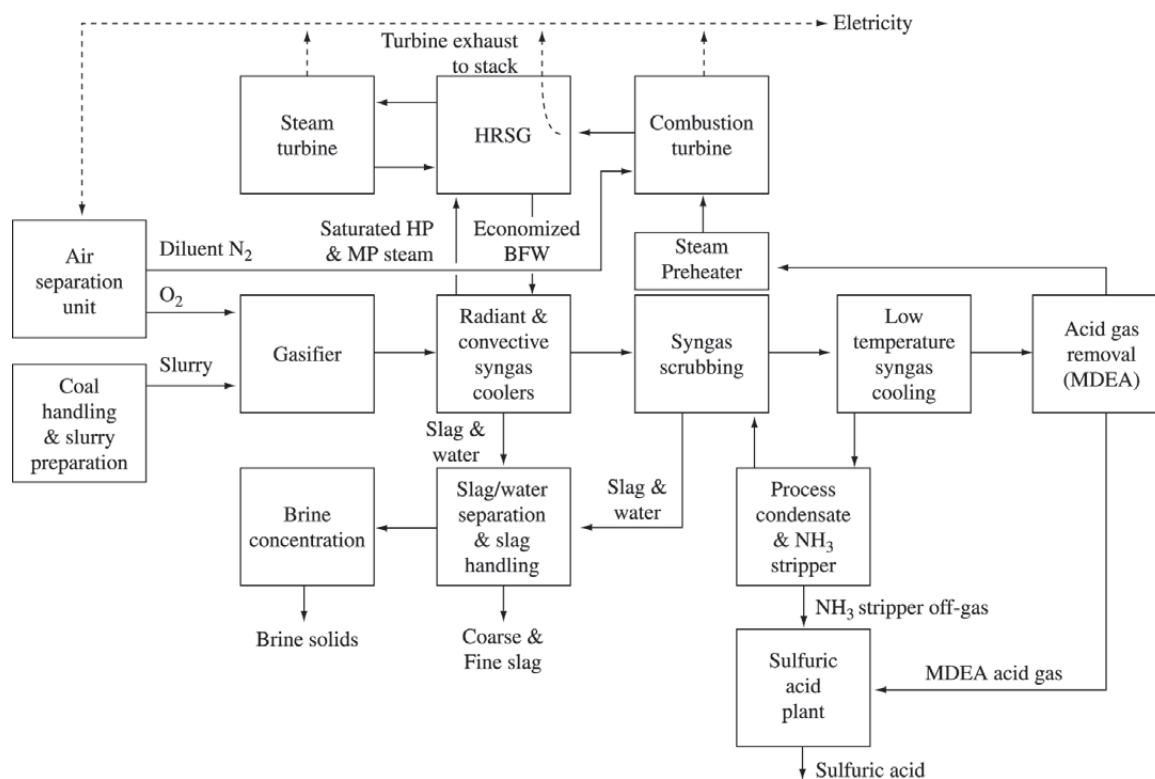 Eletricity
Turbine exhaust
to stack
Steam
turbine
HRSG
Combustion
turbine
Air
separation
unit
Diluent N₂
O₂
Saturated HP
& MP steam
Economized
BFW
Steam
Preheater
Coal
handling
& slurry
preparation
Slurry
Gasifier
Radiant &
convective
syngas
coolers
Syngas
scrubbing
Low
temperature
syngas
cooling
Acid gas
removal
(MDEA)
Slag &
water
Slag &
water
Brine
concentration
Slag/water
separation
& slag
handling
Process
condensate
& NH₃
stripper
Brine solids
Coarse &
Fine slag
NH₃ stripper off-gas
Sulfuric
acid
plant
MDEA acid gas
Sulfuric acid